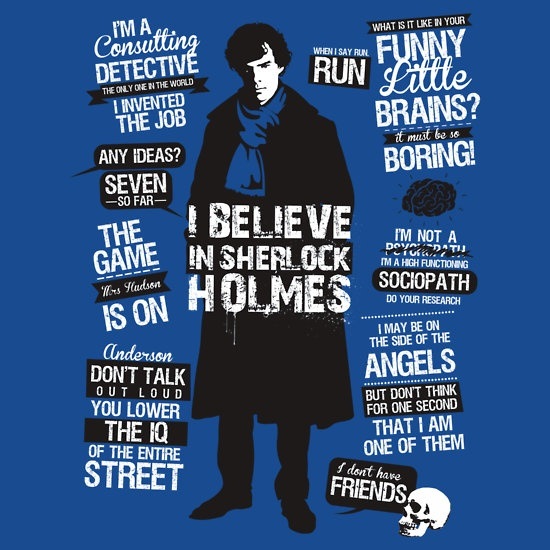 I'M A
Consulting
DETECTIVE
THE ONLY ONE IN THE WORLD
I INVENTED
THE JOB
ANY IDEAS?
SEVEN
—SO FAR—
THE
GAME
Mrs Hudson
IS ON
Anderson
DON'T TALK
OUT LOUD
YOU LOWER
THE IQ
OF THE ENTIRE
STREET
I BELIEVE
IN SHERLOCK
HOLMES
WHEN I SAY RUN,
RUN
WHAT IS IT LIKE IN YOUR
FUNNY
Little
BRAINS?
it must be so
BORING!
I'M NOT A
PSYCHOPATH
I'M A HIGH FUNCTIONING
SOCIOPATH
DO YOUR RESEARCH
I MAY BE ON
THE SIDE OF THE
ANGELS
BUT DON'T THINK
FOR ONE SECOND
THAT I AM
ONE OF THEM
I don't have
FRIENDS